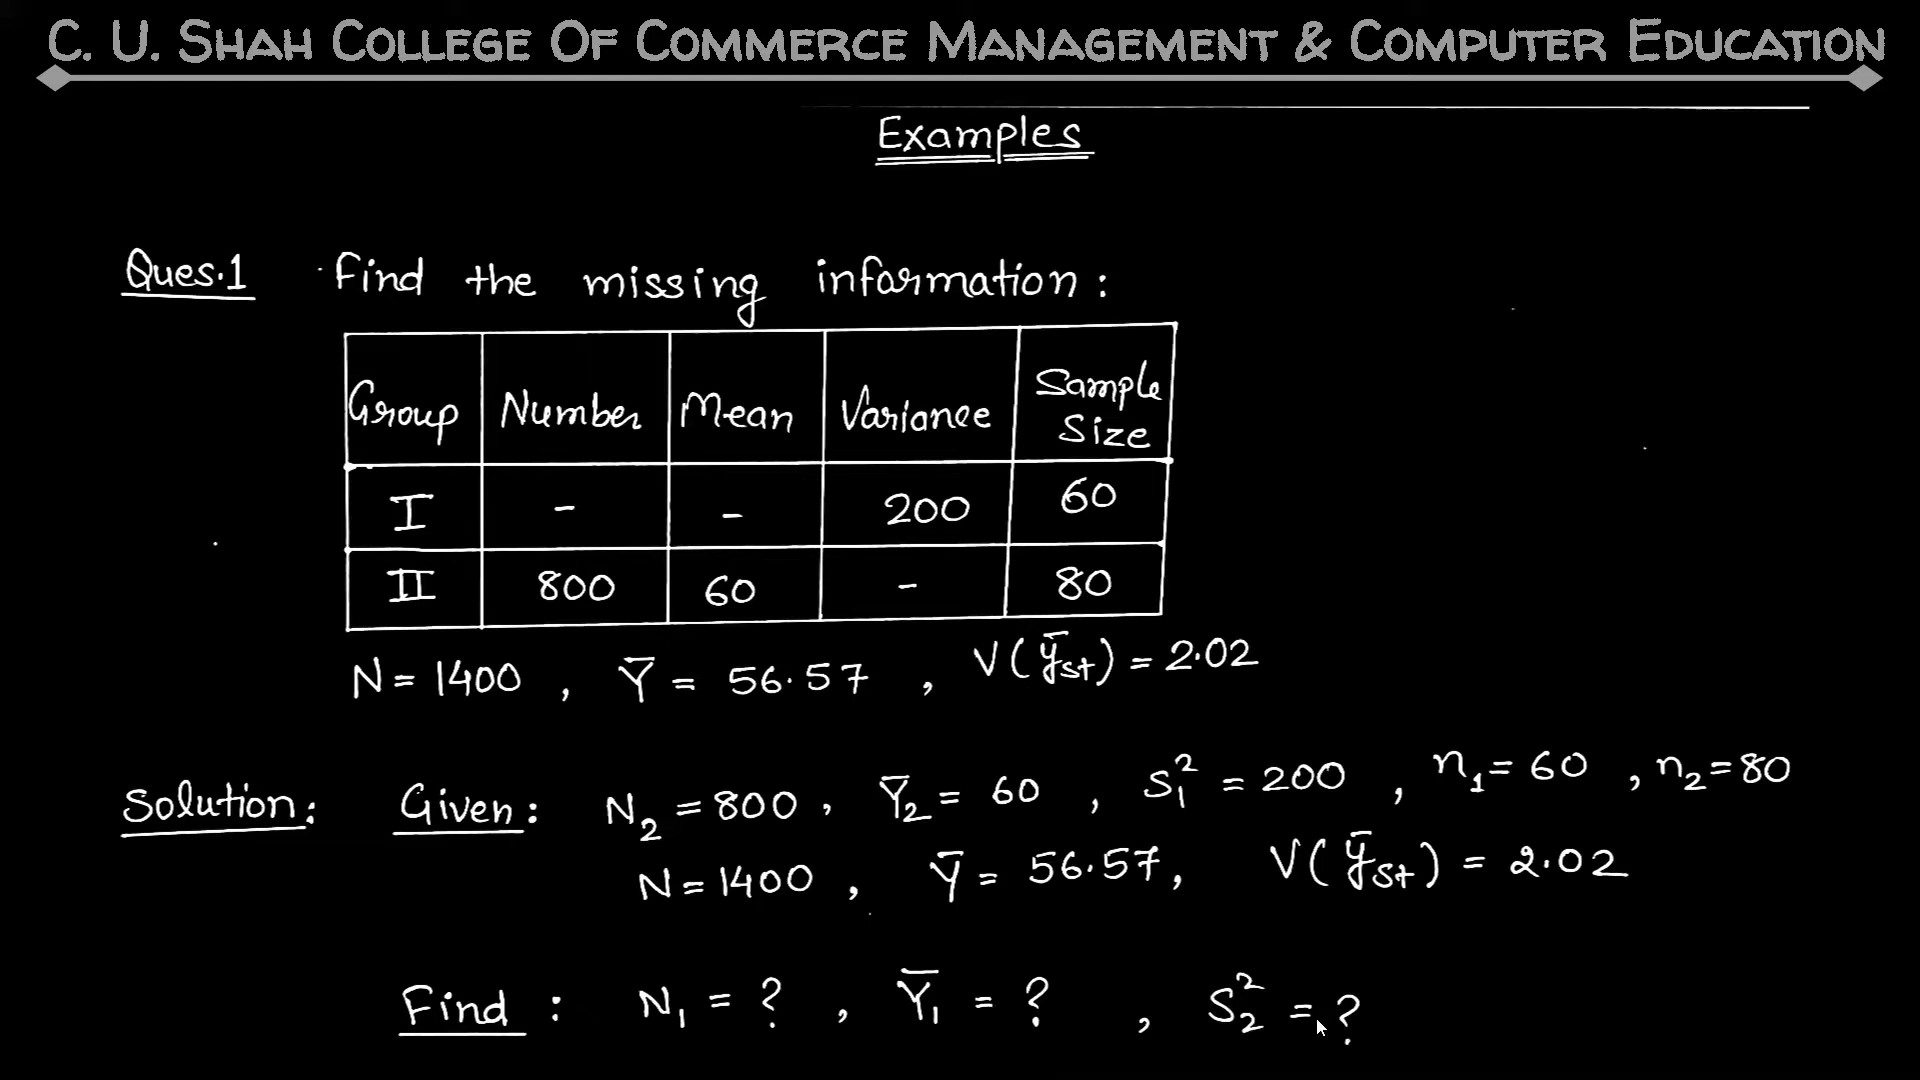 C. U. SHAH COLLEGE OF COMMERCE MANAGEMENT & COMPUTER EDUCATION
Examples
Ques.1 Find the missing information :
Group Number Mean Variance Sample Size
I - - 200 60
II 800 60 - 80
N = 1400 , Ȳ = 56.57 , V(ȳst) = 2.02
Solution: Given : N₂ = 800 , Ȳ₂ = 60 , S₁² = 200 , n₁ = 60 , n₂ = 80
N = 1400 , Ȳ = 56.57, V(ȳst) = 2.02
Find : N₁ = ? , Ȳ₁ = ? , S₂² = ?